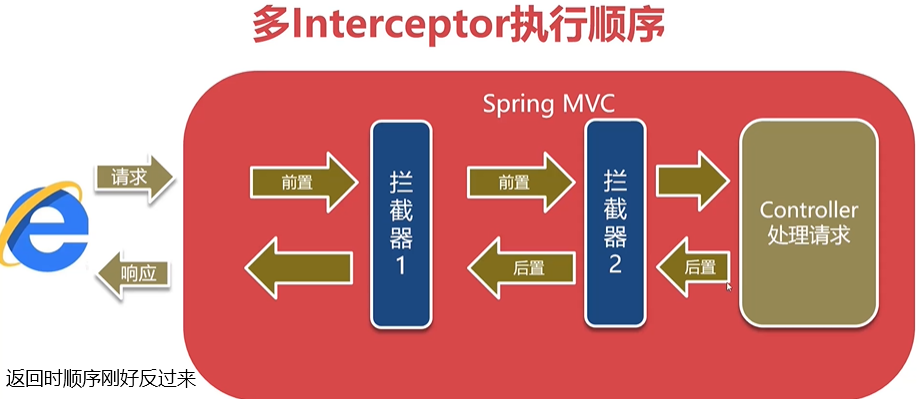 多Interceptor执行顺序
Spring MVC
请求
前置
拦截器1
前置
拦截器2
Controller
处理请求
响应
后置
后置
返回时顺序刚好反过来